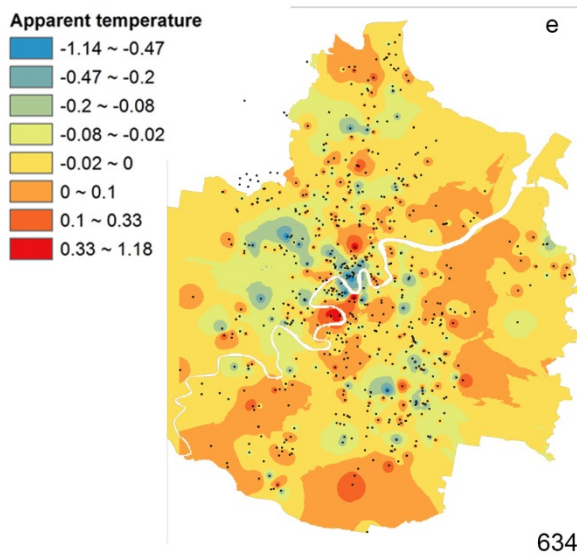 Apparent temperature
e
-1.14 ~ -0.47
-0.47 ~ -0.2
-0.2 ~ -0.08
-0.08 ~ -0.02
-0.02 ~ 0
0 ~ 0.1
0.1 ~ 0.33
0.33 ~ 1.18
634